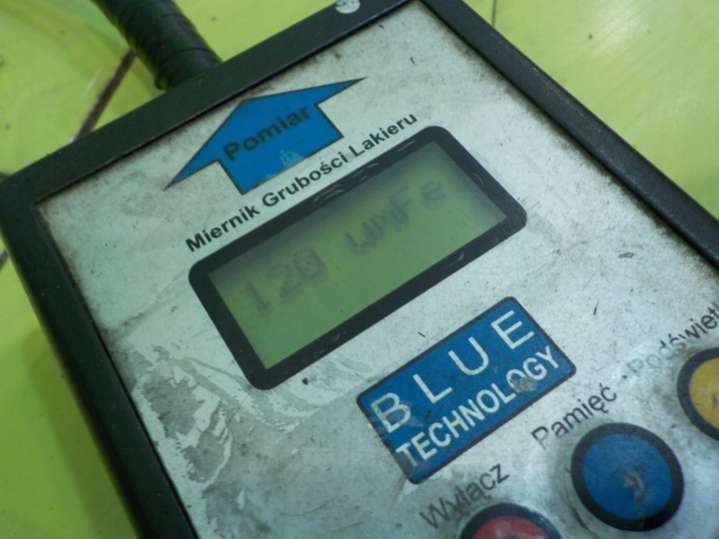 Pomiar
Miernik Grubości Lakieru
120 umFe
BLUE
TECHNOLOGY
Wyłącz
Pamięć